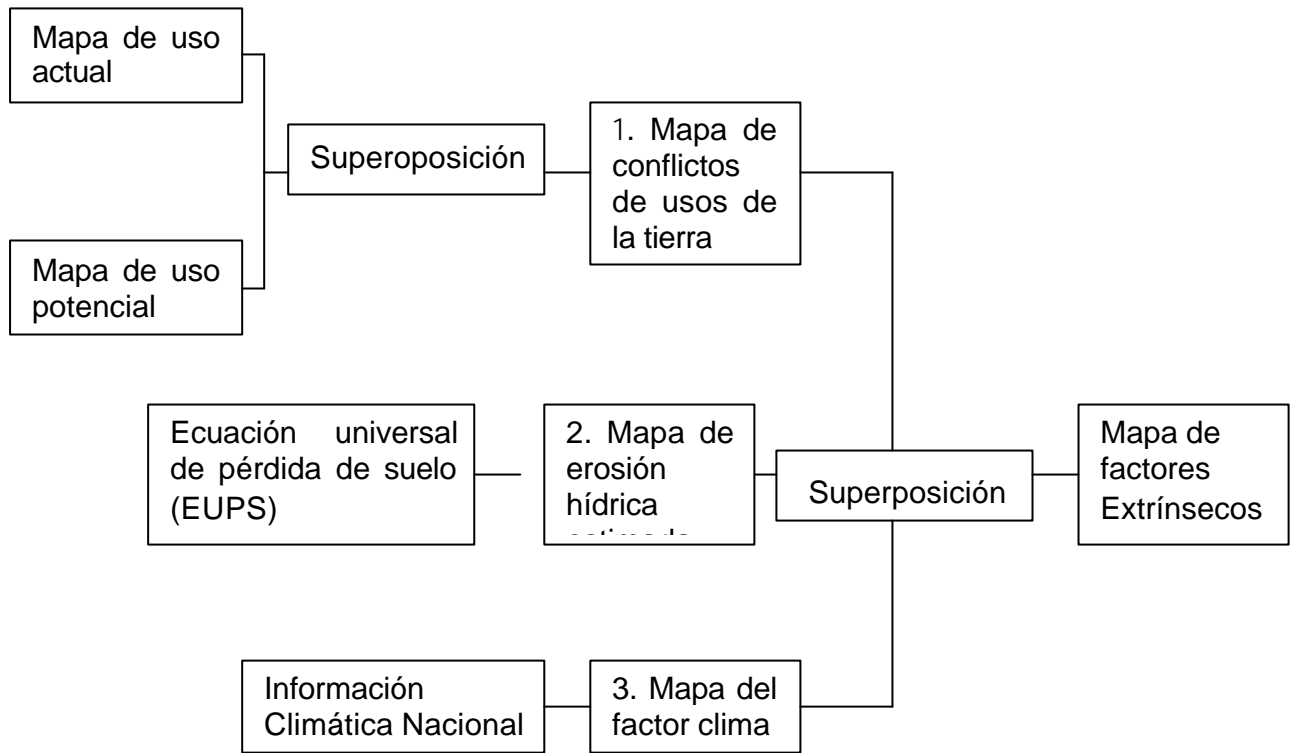 Mapa de uso
actual
Superoposición
1. Mapa de
conflictos
de usos de
la tierra
Mapa de uso
potencial
Ecuación universal
de pérdida de suelo
(EUPS)
2. Mapa de
erosión
hídrica
Superposición
Mapa de
factores
Extrínsecos
Información
Climática Nacional
3. Mapa del
factor clima